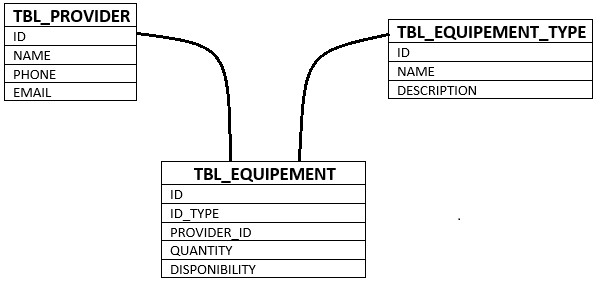 TBL_PROVIDER
ID
NAME
PHONE
EMAIL
TBL_EQUIPEMENT_TYPE
ID
NAME
DESCRIPTION
TBL_EQUIPEMENT
ID
ID_TYPE
PROVIDER_ID
QUANTITY
DISPONIBILITY
.